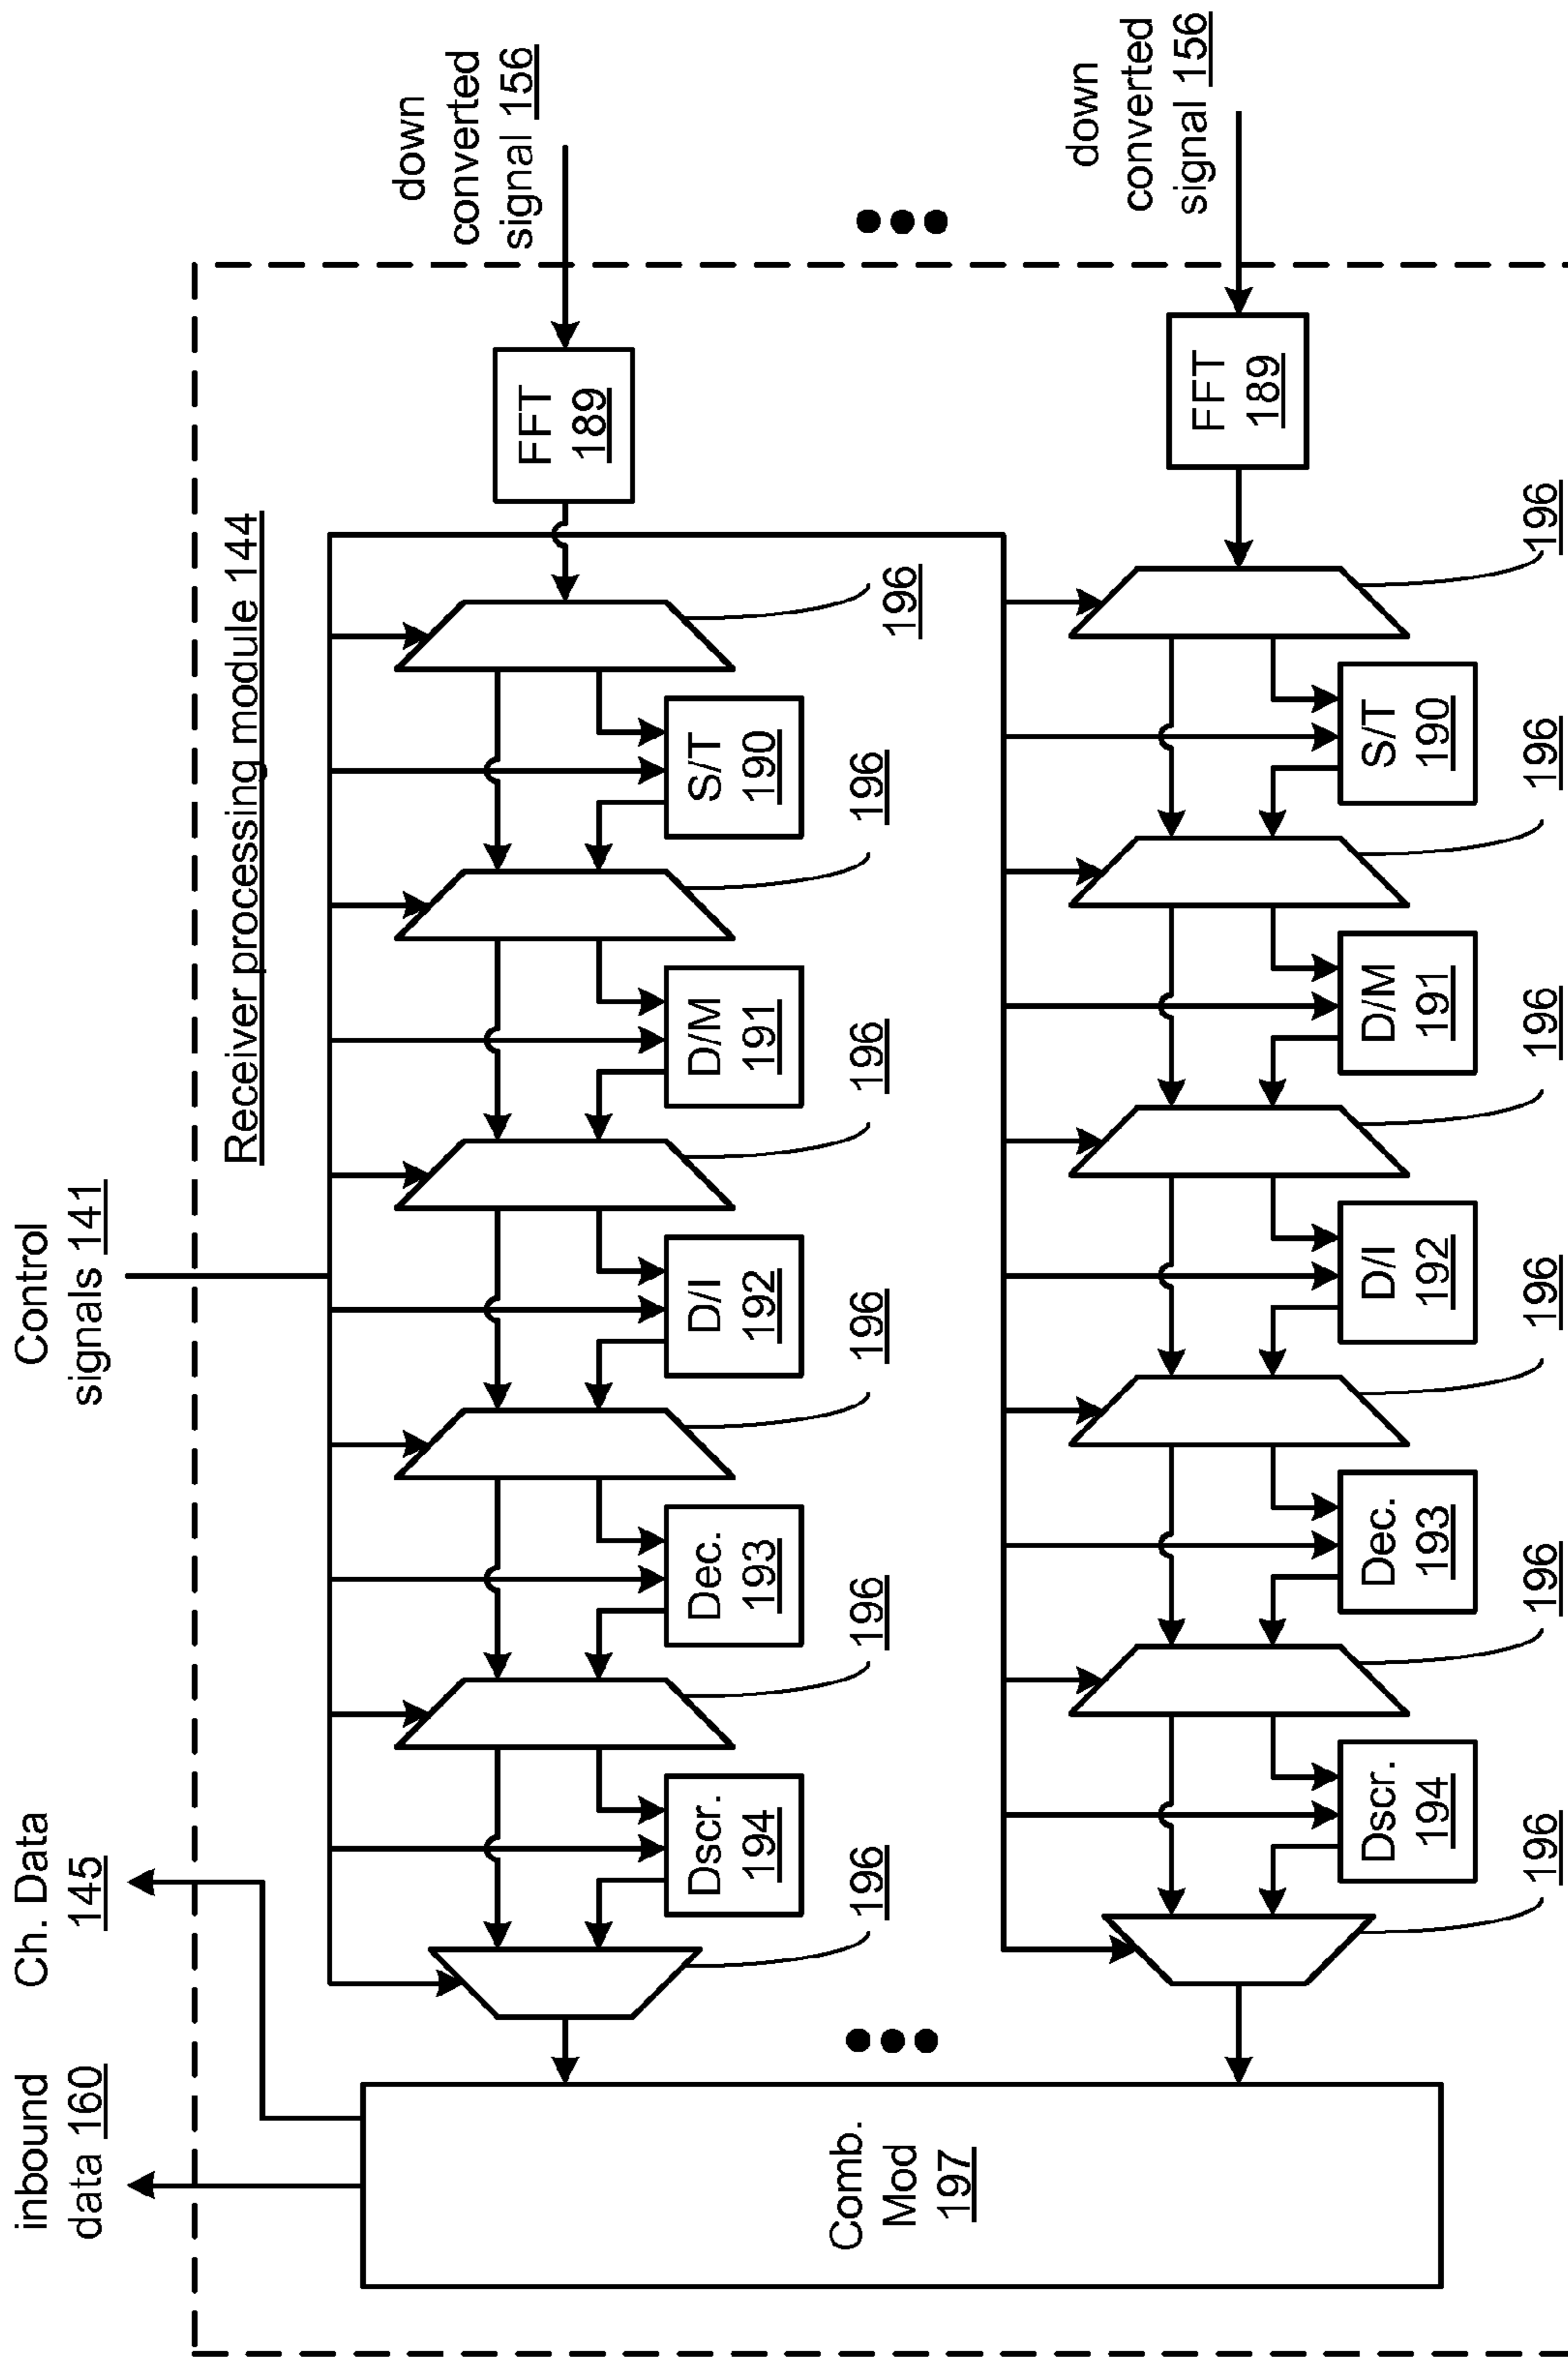 inbound
data 160
Ch. Data
145
Control
signals 141
Receiver processing module 144
down
converted
signal 156
Comb.
Mod
197
196
Dscr.
194
196
Dec.
193
196
D/I
192
196
D/M
191
196
S/T
190
196
FFT
189
down
converted
signal 156
196
Dscr.
194
196
Dec.
193
196
D/I
192
196
D/M
191
196
S/T
190
196
FFT
189